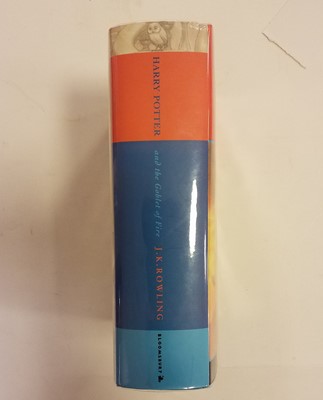 HARRY POTTER
and the Goblet of Fire
J.K. ROWLING
BLOOMSBURY